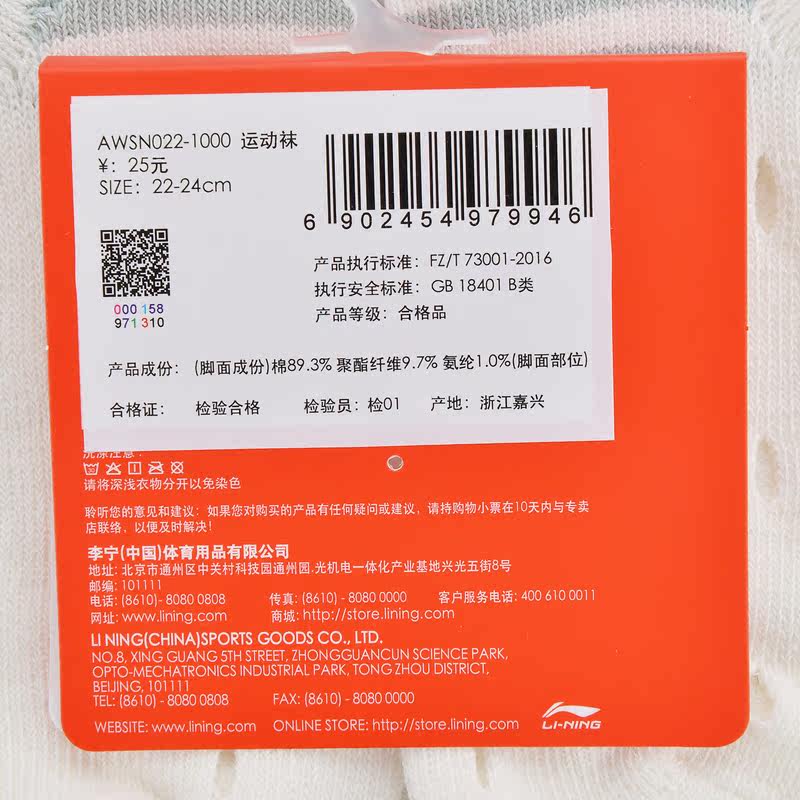 AWSN022-1000 运动袜
¥: 25元
SIZE: 22-24cm
6 902454 979946
000 158
971 310
产品执行标准: FZ/T 73001-2016
执行安全标准: GB 18401 B类
产品等级: 合格品
产品成份: (脚面成份)棉89.3% 聚酯纤维9.7% 氨纶1.0%(脚面部位)
合格证: 检验合格 检验员: 检01 产地: 浙江嘉兴
洗涤注意:
请将深浅衣物分开以免染色
聆听您的意见和建议: 如果您对购买的产品有任何疑问或建议, 请持购物小票在10天内与专卖
店联络, 以便及时解决!
李宁(中国)体育用品有限公司
地址: 北京市通州区中关村科技园通州园.光机电一体化产业基地兴光五街8号
邮编: 101111
电话: (8610) - 8080 0808 传真: (8610) - 8080 0000 客户服务电话: 400 610 0011
网址: www.lining.com 商城: http://store.lining.com
LI NING(CHINA)SPORTS GOODS CO., LTD.
NO.8, XING GUANG 5TH STREET, ZHONGGUANCUN SCIENCE PARK,
OPTO-MECHATRONICS INDUSTRIAL PARK, TONG ZHOU DISTRICT,
BEIJING, 101111
TEL: (8610) - 8080 0808 FAX: (8610) - 8080 0000
WEBSITE: www.lining.com ONLINE STORE: http://store.lining.com
LI-NING